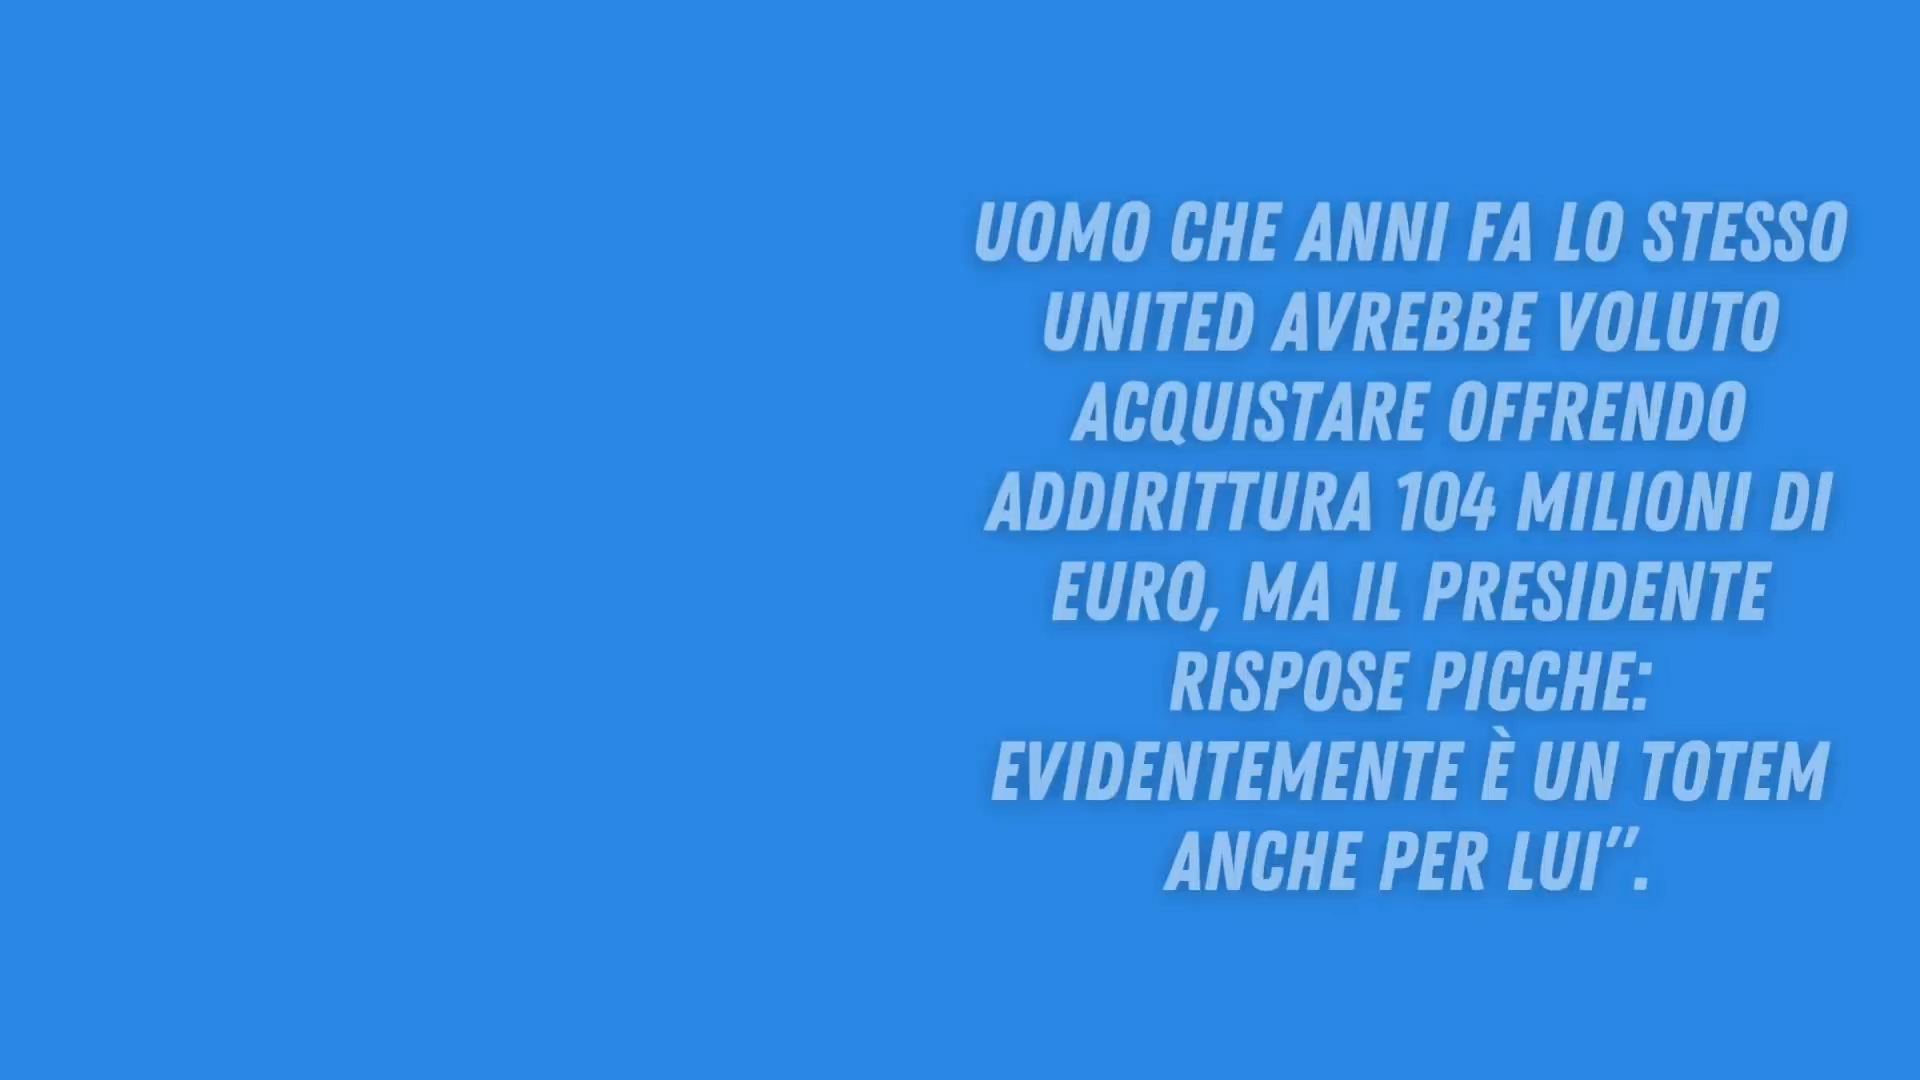 UOMO CHE ANNI FA LO STESSO
UNITED AVREBBE VOLUTO
ACQUISTARE OFFRENDO
ADDIRITTURA 104 MILIONI DI
EURO, MA IL PRESIDENTE
RISPOSE PICCHE:
EVIDENTEMENTE È UN TOTEM
ANCHE PER LUI”.